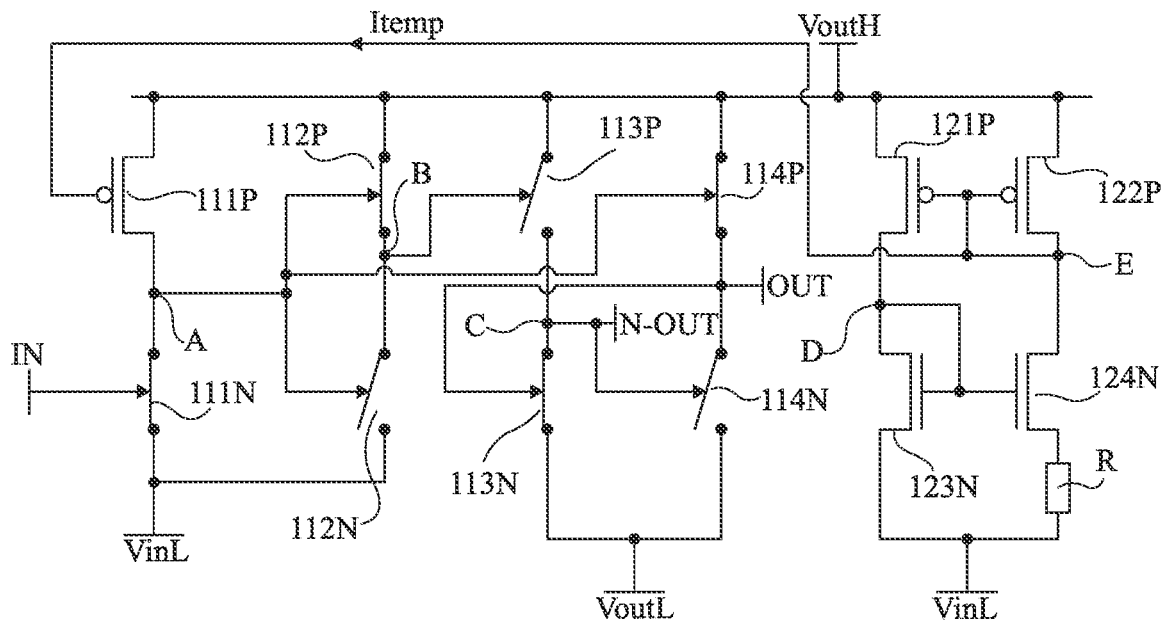 Itemp
VoutH
112P
113P
121P
B
114P
111P
122P
E
OUT
A
C
N-OUT
D
IN
111N
114N
124N
113N
123N
R
112N
VinL
VoutL
VinL